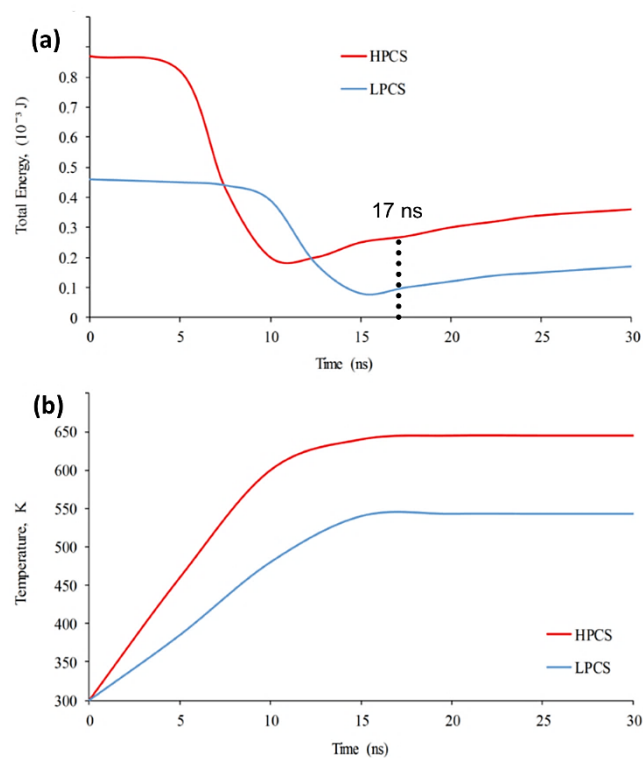 (a)
HPCS
LPCS
17 ns
Total Energy, (10⁻³ J)
0.8
0.7
0.6
0.5
0.4
0.3
0.2
0.1
0
0 5 10 15 20 25 30
Time (ns)
(b)
Temperature, K
650
600
550
500
450
400
350
300
HPCS
LPCS
0 5 10 15 20 25 30
Time (ns)